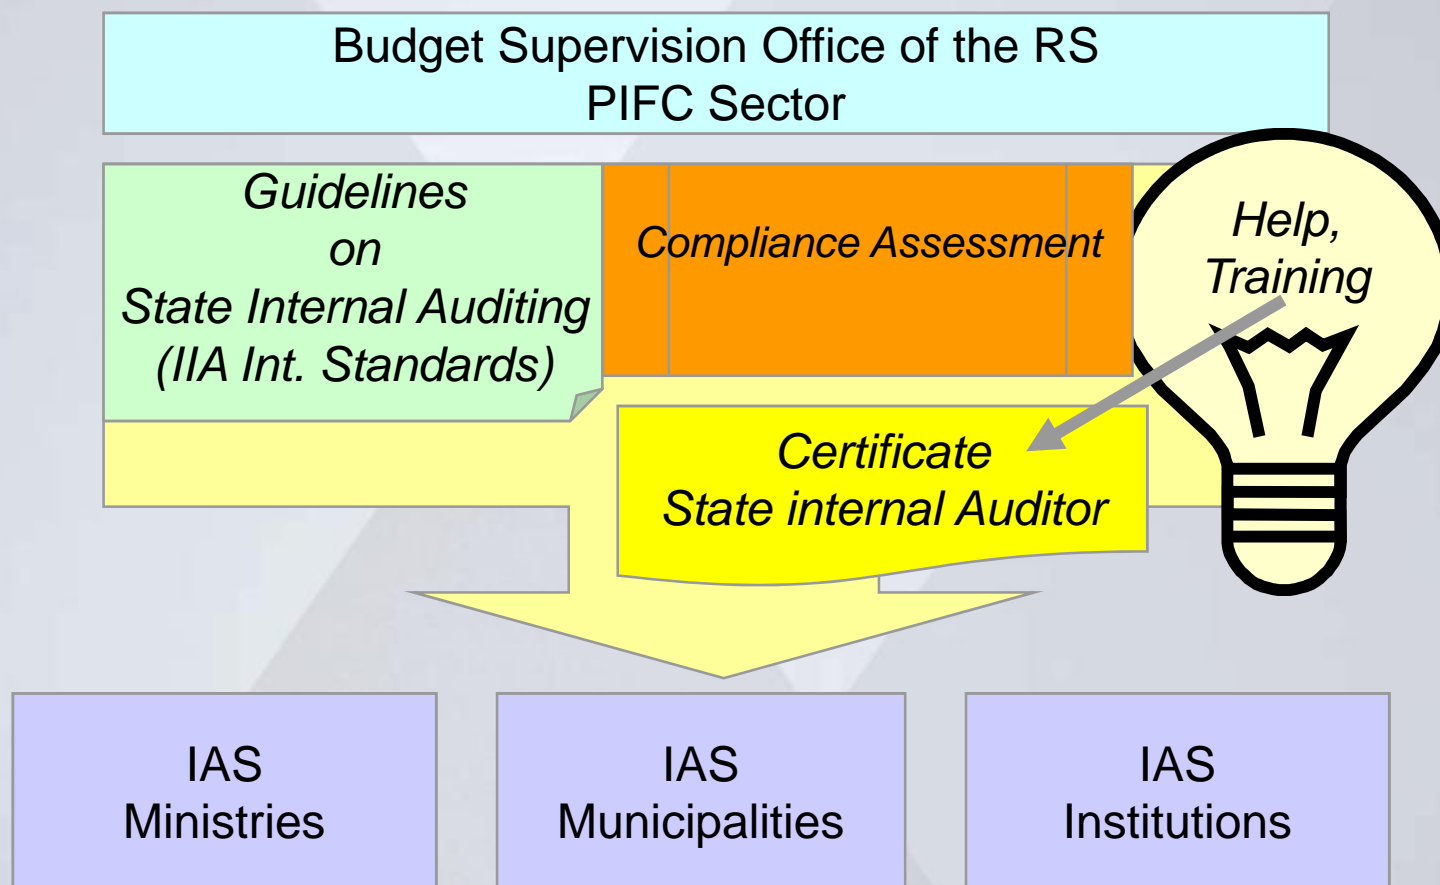 Budget Supervision Office of the RS
PIFC Sector
Guidelines
on
State Internal Auditing
(IIA Int. Standards)
Compliance Assessment
Help,
Training
Certificate
State internal Auditor
IAS
Ministries
IAS
Municipalities
IAS
Institutions